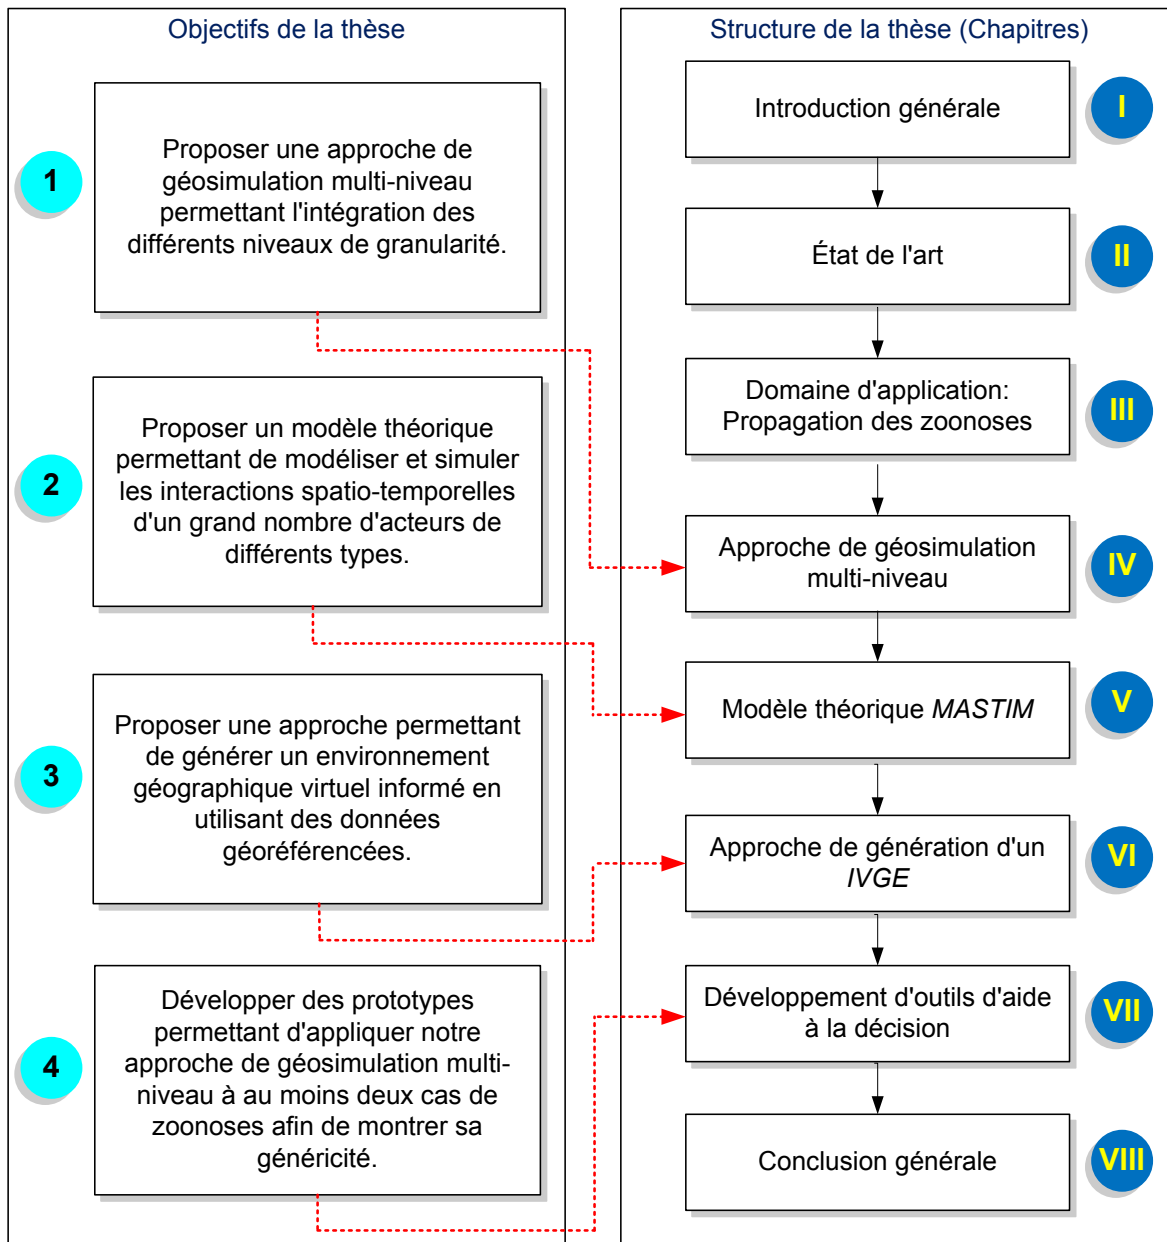 Objectifs de la thèse
1
Proposer une approche de
géosimulation multi-niveau
permettant l'intégration des
différents niveaux de granularité.
2
Proposer un modèle théorique
permettant de modéliser et simuler
les interactions spatio-temporelles
d'un grand nombre d'acteurs de
différents types.
3
Proposer une approche permettant
de générer un environnement
géographique virtuel informé en
utilisant des données
géoréférencées.
4
Développer des prototypes
permettant d'appliquer notre
approche de géosimulation multi-
niveau à au moins deux cas de
zoonoses afin de montrer sa
généricité.
Structure de la thèse (Chapitres)
Introduction générale
I
État de l'art
II
Domaine d'application:
Propagation des zoonoses
III
Approche de géosimulation
multi-niveau
IV
Modèle théorique MASTIM
V
Approche de génération d'un
IVGE
VI
Développement d'outils d'aide
à la décision
VII
Conclusion générale
VIII